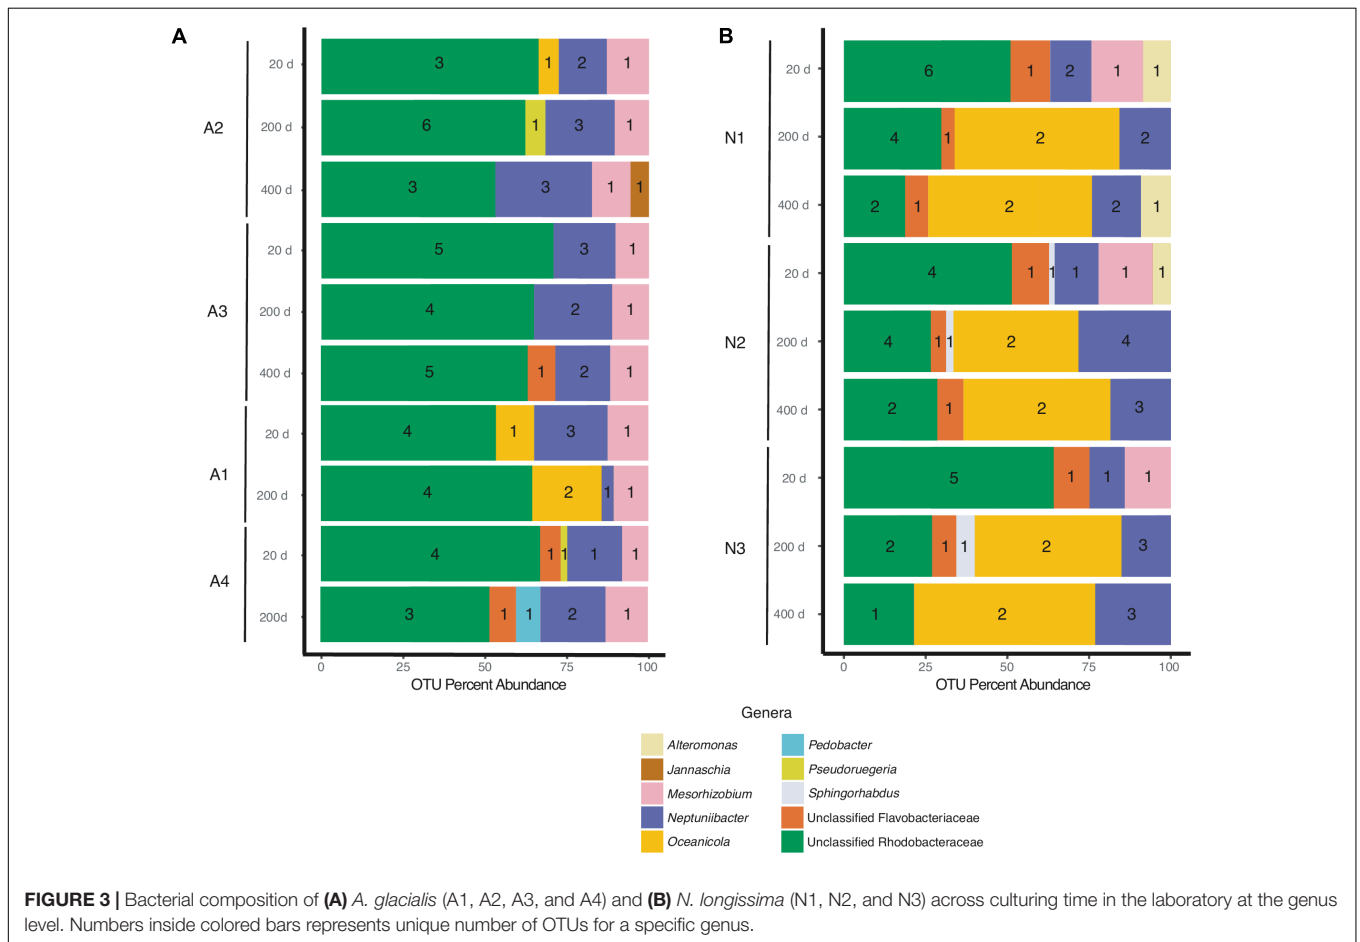 A
A2
20 d
3
1
2
1
200 d
6
1
3
1
400 d
3
3
1
1
A3
20 d
5
3
1
200 d
4
2
1
400 d
5
1
2
1
A1
20 d
4
1
3
1
200 d
4
2
1
1
A4
20 d
4
1
1
1
1
200d
3
1
1
2
1
0
25
50
75
100
OTU Percent Abundance
B
N1
20 d
6
1
2
1
1
200 d
4
1
2
2
400 d
2
1
2
2
1
N2
20 d
4
1
1
1
1
1
200 d
4
1
1
2
4
400 d
2
1
2
3
N3
20 d
5
1
1
1
200 d
2
1
1
2
3
400 d
1
2
3
0
25
50
75
100
OTU Percent Abundance
Genera
Alteromonas
Jannaschia
Mesorhizobium
Neptuniibacter
Oceanicola
Pedobacter
Pseudoruegeria
Sphingorhabdus
Unclassified Flavobacteriaceae
Unclassified Rhodobacteraceae
FIGURE 3 | Bacterial composition of (A) A. glacialis (A1, A2, A3, and A4) and (B) N. longissima (N1, N2, and N3) across culturing time in the laboratory at the genus
level. Numbers inside colored bars represents unique number of OTUs for a specific genus.